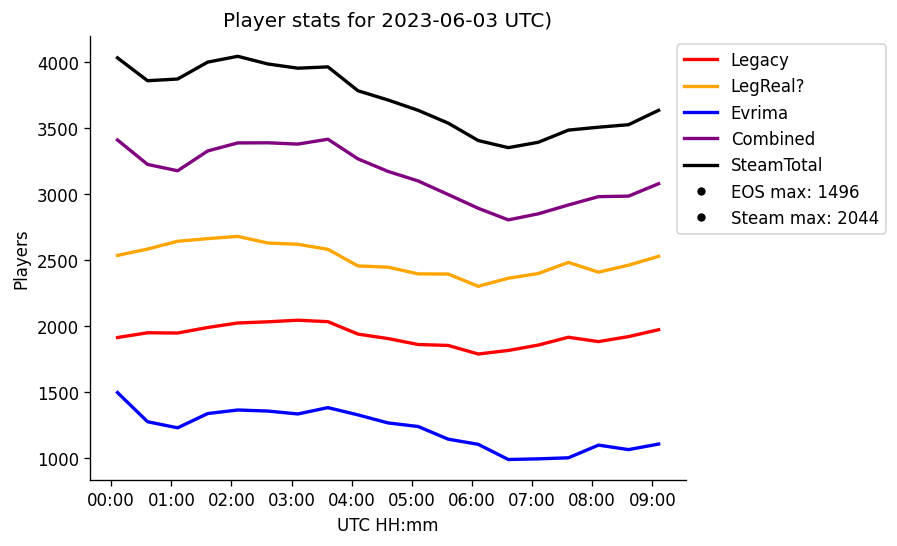 Player stats for 2023-06-03 UTC)
Legacy
LegReal?
Evrima
Combined
SteamTotal
EOS max: 1496
Steam max: 2044
Players
4000
3500
3000
2500
2000
1500
1000
00:00 01:00 02:00 03:00 04:00 05:00 06:00 07:00 08:00 09:00
UTC HH:mm